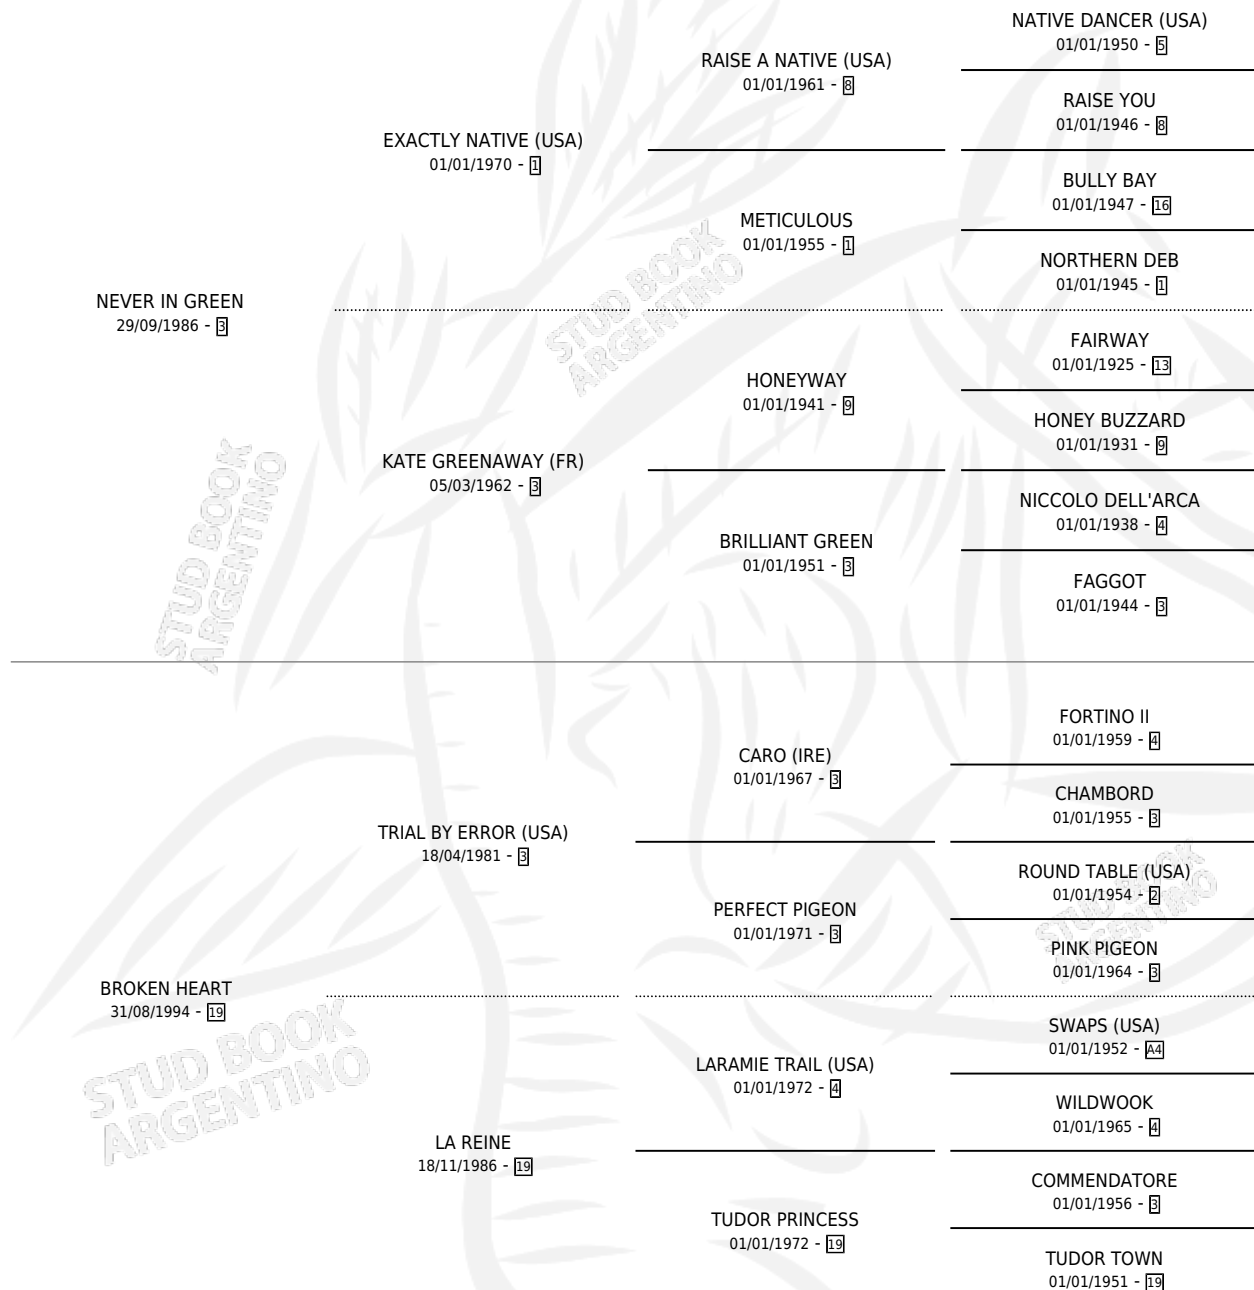 NATIVE DANCER (USA)
01/01/1950 - 5
RAISE A NATIVE (USA)
01/01/1961 - 8
RAISE YOU
01/01/1946 - 8
EXACTLY NATIVE (USA)
01/01/1970 - 1
BULLY BAY
01/01/1947 - 16
METICULOUS
01/01/1955 - 1
NORTHERN DEB
01/01/1945 - 1
NEVER IN GREEN
29/09/1986 - 3
FAIRWAY
01/01/1925 - 13
HONEYWAY
01/01/1941 - 9
HONEY BUZZARD
01/01/1931 - 9
KATE GREENAWAY (FR)
05/03/1962 - 3
NICCOLO DELL'ARCA
01/01/1938 - 4
BRILLIANT GREEN
01/01/1951 - 3
FAGGOT
01/01/1944 - 3
STUD BOOK
ARGENTINO
STUD BOOK
ARGENTINO
FORTINO II
01/01/1959 - 4
CARO (IRE)
01/01/1967 - 3
CHAMBORD
01/01/1955 - 3
TRIAL BY ERROR (USA)
18/04/1981 - 3
ROUND TABLE (USA)
01/01/1954 - 2
PERFECT PIGEON
01/01/1971 - 3
PINK PIGEON
01/01/1964 - 3
BROKEN HEART
31/08/1994 - 19
SWAPS (USA)
01/01/1952 - A4
LARAMIE TRAIL (USA)
01/01/1972 - 4
WILDWOOK
01/01/1965 - 4
LA REINE
18/11/1986 - 19
COMMENDATORE
01/01/1956 - 3
TUDOR PRINCESS
01/01/1972 - 19
TUDOR TOWN
01/01/1951 - 19
STUD BOOK
ARGENTINO
STUD BOOK
ARGENTINO